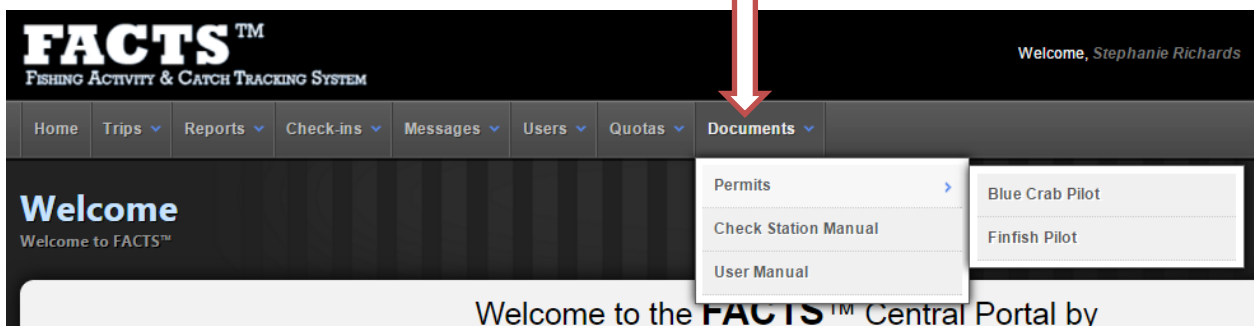 FACTS™
FISHING ACTIVITY & CATCH TRACKING SYSTEM
Welcome, Stephanie Richards
Home Trips Reports Check-ins Messages Users Quotas Documents
Permits
Check Station Manual
User Manual
Blue Crab Pilot
Finfish Pilot
Welcome
Welcome to FACTS™
Welcome to the FACTS™ Central Portal by